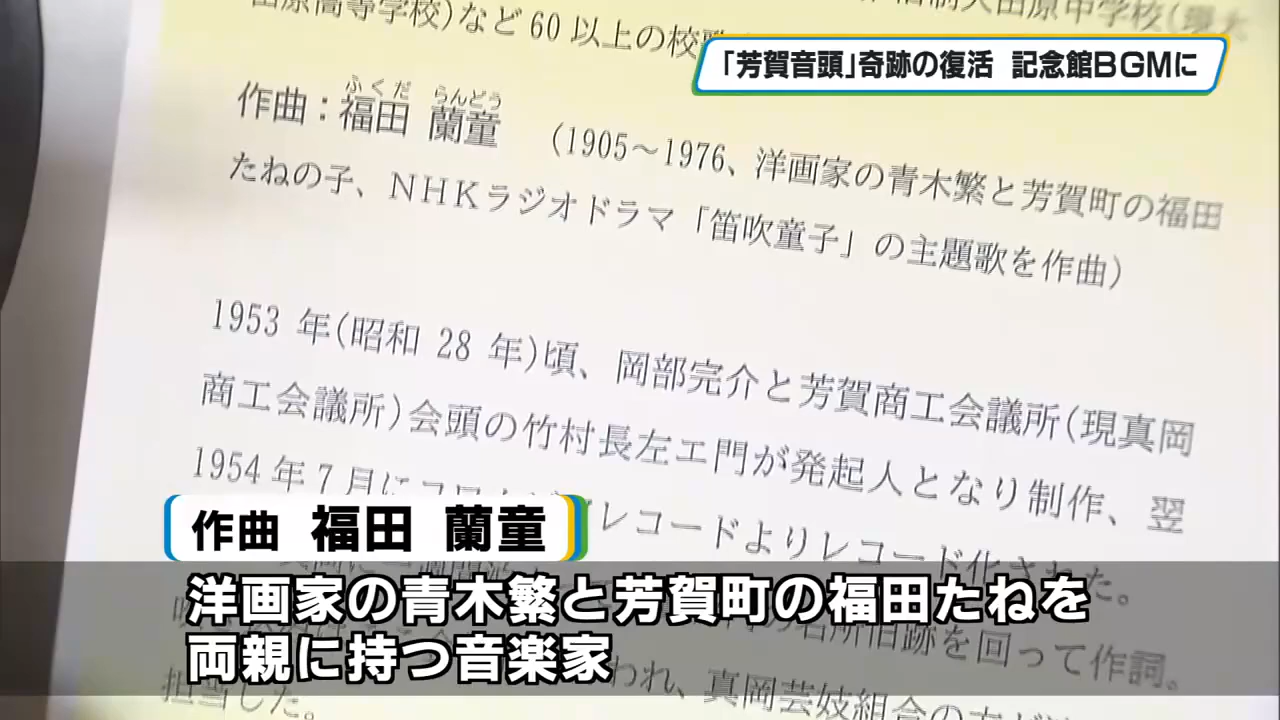 田原高等学校)など60以上の校
「芳賀音頭」奇跡の復活 記念館BGMに
ふくだ らんどう
作曲：福田 蘭童 (1905～1976、洋画家の青木繁と芳賀町の福田
たねの子、NHKラジオドラマ「笛吹童子」の主題歌を作曲)
1953年(昭和28年)頃、岡部完介と芳賀商工会議所(現真岡
商工会議所)会頭の竹村長左エ門が発起人となり制作、翌
1954年7月に
レコードよりレコード化された。
名所旧跡を回って作詞。
われ、真岡芸妓組合の
担当した。
作曲 福田 蘭童
洋画家の青木繁と芳賀町の福田たねを
両親に持つ音楽家